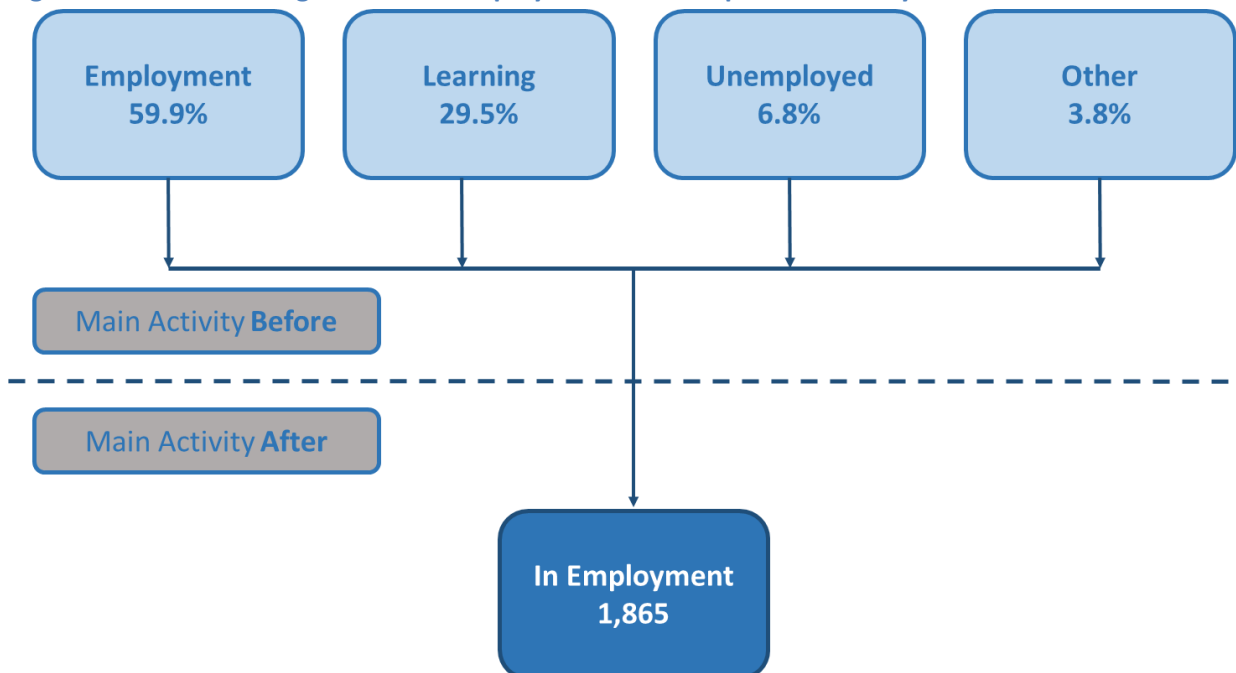 Employment
59.9%
Learning
29.5%
Unemployed
6.8%
Other
3.8%
Main Activity Before
Main Activity After
In Employment
1,865